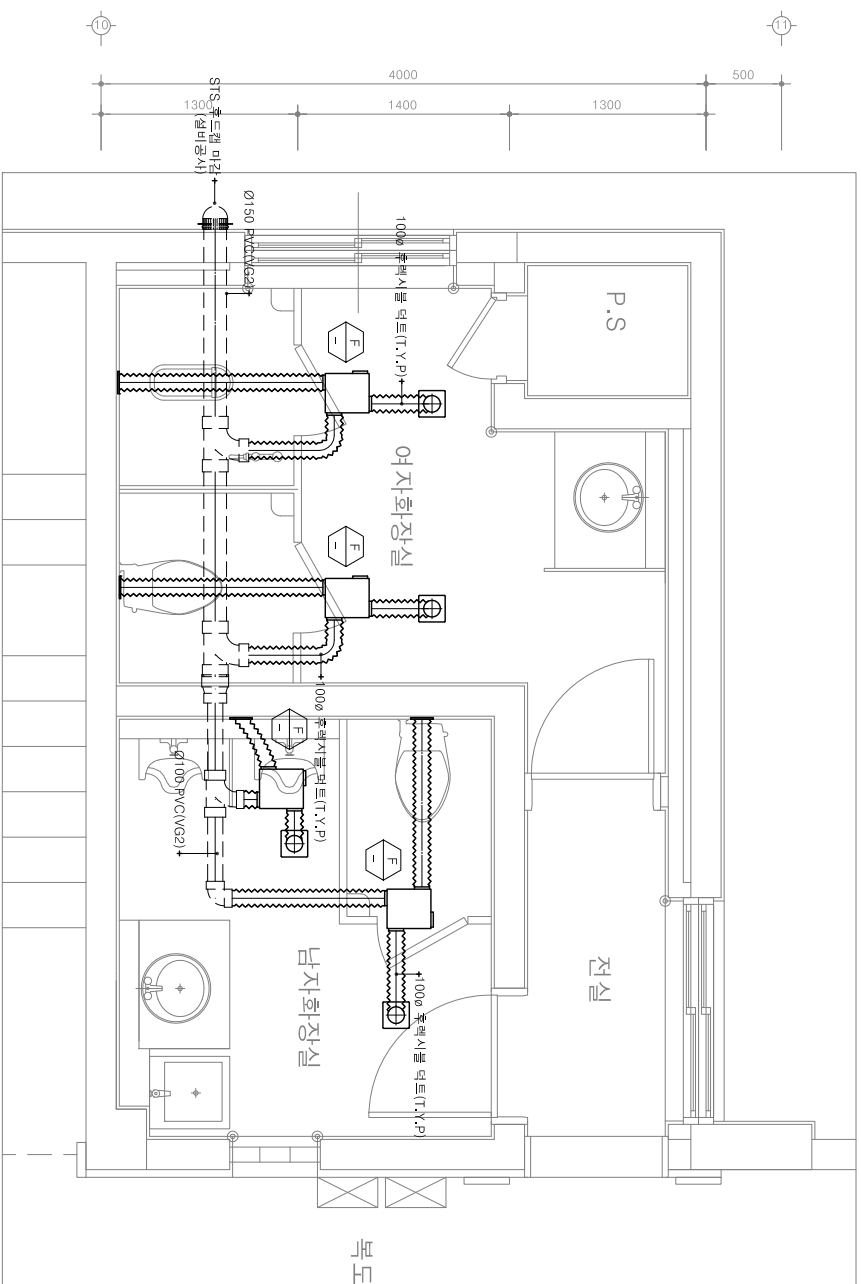 10
11
4000
500
1300
1400
1300
STS 후드캡 마감
(설비공사)
Ø150 PVC(VG2)
100ø 후렉시블 덕트(T.Y.P)
P.S
F
-
여자화장실
F
-
100ø 후렉시블 덕트(T.Y.P)
F
-
Ø100 PVC(VG2)
F
-
남자화장실
전실
100ø 후렉시블 덕트(T.Y.P)
복도